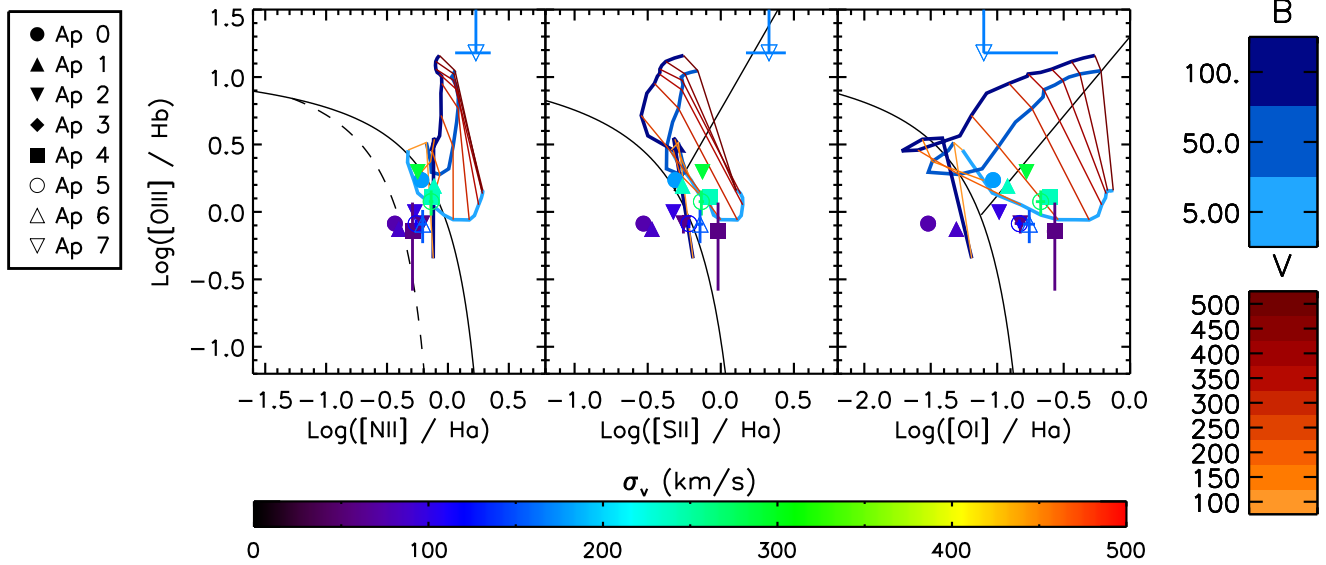 Ap 0
Ap 1
Ap 2
Ap 3
Ap 4
Ap 5
Ap 6
Ap 7
Log([OIII] / Hb)
1.5
1.0
0.5
0.0
−0.5
−1.0
−1.5 −1.0 −0.5 0.0 0.5
Log([NII] / Ha)
−1.0 −0.5 0.0 0.5
Log([SII] / Ha)
−2.0 −1.5 −1.0 −0.5 0.0
Log([OI] / Ha)
B
100.
50.0
5.00
V
500
450
400
350
300
250
200
150
100
σv (km/s)
0 100 200 300 400 500